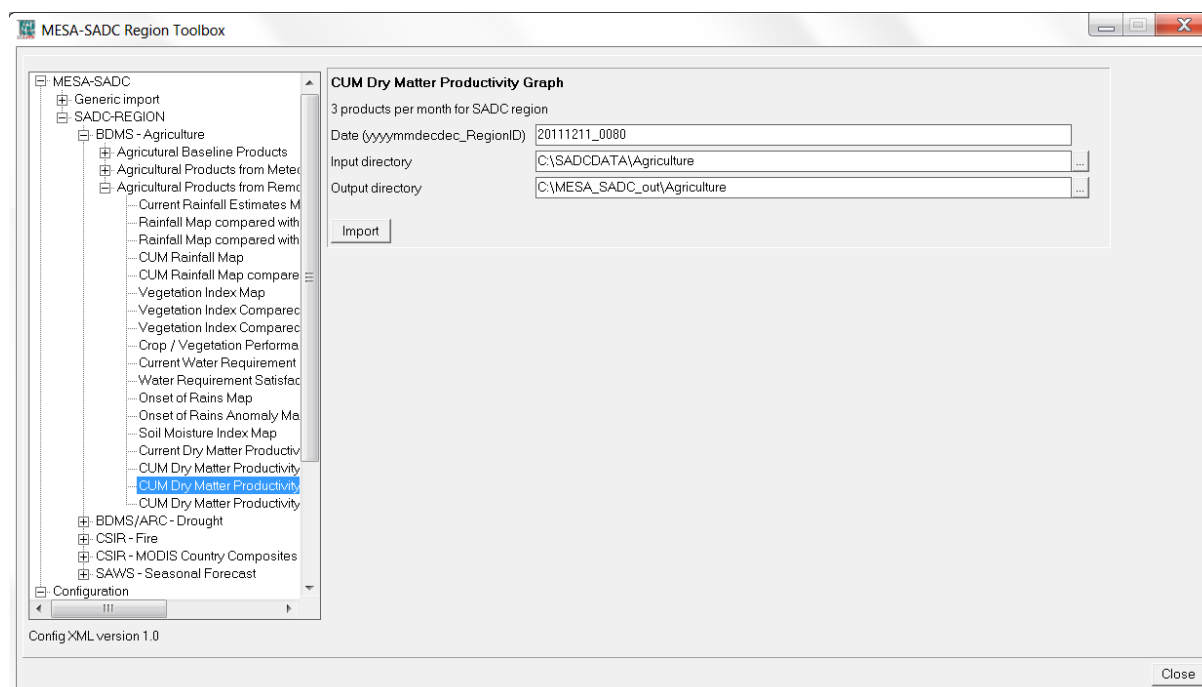 MESA-SADC Region Toolbox
MESA-SADC
Generic import
SADC-REGION
BDMS - Agriculture
Agricutural Baseline Products
Agricultural Products from Meteo
Agricultural Products from Remo
Current Rainfall Estimates M
Rainfall Map compared with
Rainfall Map compared with
CUM Rainfall Map
CUM Rainfall Map compare
Vegetation Index Map
Vegetation Index Compared
Vegetation Index Compared
Crop / Vegetation Performa
Current Water Requirement
Water Requirement Satisfac
Onset of Rains Map
Onset of Rains Anomaly Ma
Soil Moisture Index Map
Current Dry Matter Productiv
CUM Dry Matter Productivity
CUM Dry Matter Productivity
CUM Dry Matter Productivity
BDMS/ARC - Drought
CSIR - Fire
CSIR - MODIS Country Composites
SAWS - Seasonal Forecast
Configuration
Config XML version 1.0
CUM Dry Matter Productivity Graph
3 products per month for SADC region
Date (yyyymmdecdec_RegionID) 20111211_0080
Input directory C:\SADCDATA\Agriculture ...
Output directory C:\MESA_SADC_out\Agriculture ...
Import
Close